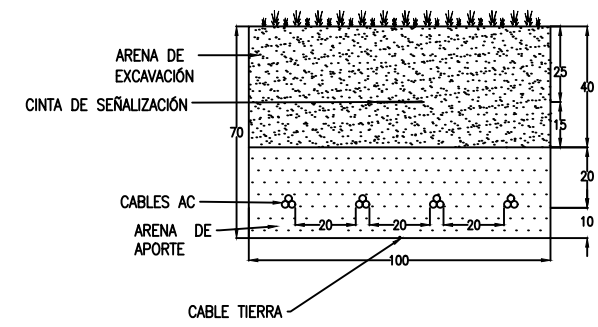 ARENA DE
EXCAVACIÓN
CINTA DE SEÑALIZACIÓN
25
40
15
70
20
CABLES AC
10
20
20
20
ARENA DE
APORTE
100
CABLE TIERRA